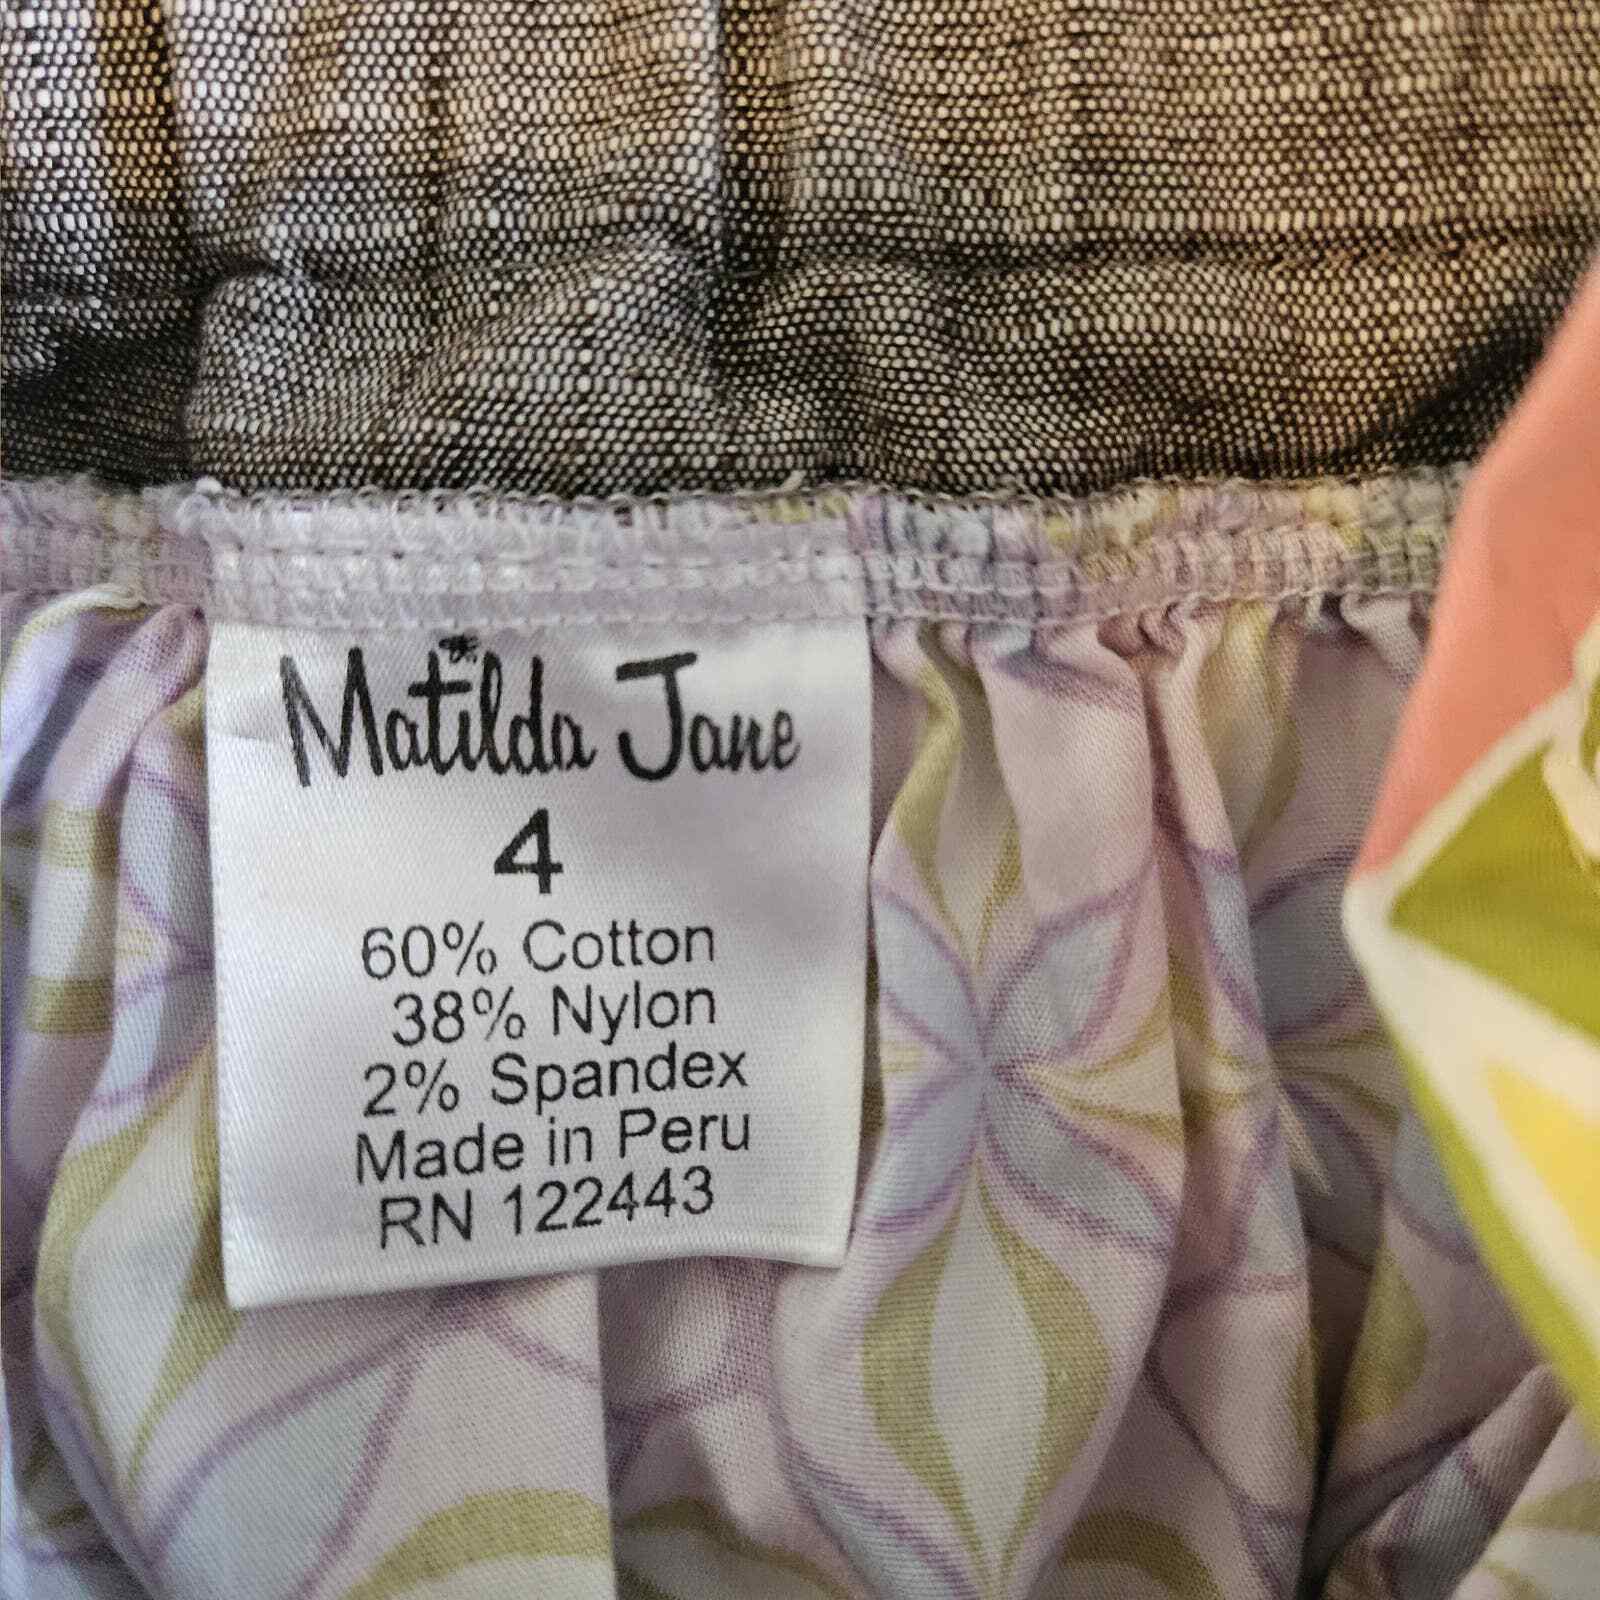 Matilda Jane
4
60% Cotton
38% Nylon
2% Spandex
Made in Peru
RN 122443